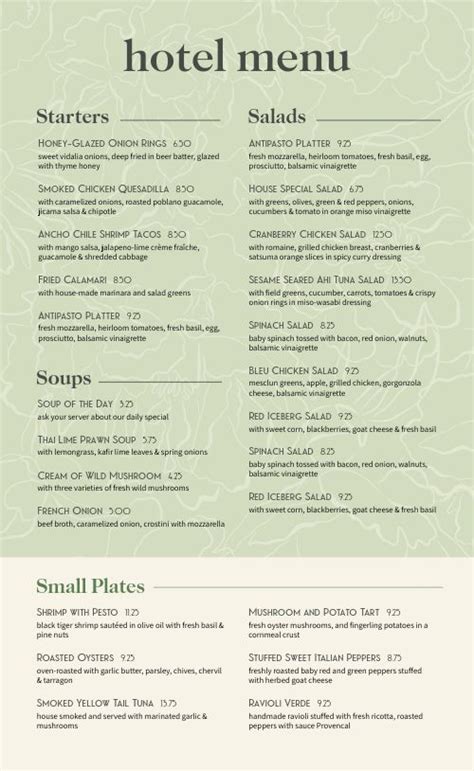 hotel menu
Starters
HONEY-GLAZED ONION RINGS 6.50
sweet vidalia onions, deep fried in beer batter, glazed
with thyme honey
SMOKED CHICKEN QUESADILLA 8.50
with caramelized onions, roasted poblano guacamole,
jicama salsa & chipotle
ANCHO CHILE SHRIMP TACOS 8.50
with mango salsa, jalapeno-lime crème fraîche,
guacamole & shredded cabbage
FRIED CALAMARI 8.50
with house-made marinara and salad greens
ANTIPASTO PLATTER 9.25
fresh mozzarella, heirloom tomatoes, fresh basil, egg,
prosciutto, balsamic vinaigrette
Soups
SOUP OF THE DAY 5.25
ask your server about our daily special
THAI LIME PRAWN SOUP 5.75
with lemongrass, kafir lime leaves & spring onions
CREAM OF WILD MUSHROOM 4.25
with three varieties of fresh wild mushrooms
FRENCH ONION 5.00
beef broth, caramelized onion, crostini with mozzarella
Salads
ANTIPASTO PLATTER 9.25
fresh mozzarella, heirloom tomatoes, fresh basil, egg,
prosciutto, balsamic vinaigrette
HOUSE SPECIAL SALAD 6.75
with greens, olives, green & red peppers, onions,
cucumbers & tomato in orange miso vinaigrette
CRANBERRY CHICKEN SALAD 12.50
with romaine, grilled chicken breast, cranberries &
satsuma orange slices in spicy curry dressing
SESAME SEARED AHI TUNA SALAD 15.50
with field greens, cucumber, carrots, tomatoes & crispy
onion rings in miso-wasabi dressing
SPINACH SALAD 8.25
baby spinach tossed with bacon, red onion, walnuts,
balsamic vinaigrette
BLEU CHICKEN SALAD 9.25
mesclun greens, apple, grilled chicken, gorgonzola
cheese, balsamic vinaigrette
RED ICEBERG SALAD 9.25
with sweet corn, blackberries, goat cheese & fresh basil
SPINACH SALAD 8.25
baby spinach tossed with bacon, red onion, walnuts,
balsamic vinaigrette
RED ICEBERG SALAD 9.25
with sweet corn, blackberries, goat cheese & fresh basil
Small Plates
SHRIMP WITH PESTO 11.25
black tiger shrimp sautéed in olive oil with fresh basil &
pine nuts
ROASTED OYSTERS 9.25
oven-roasted with garlic butter, parsley, chives, chervil
& tarragon
SMOKED YELLOW TAIL TUNA 15.75
house smoked and served with marinated garlic &
mushrooms
MUSHROOM AND POTATO TART 9.25
fresh oyster mushrooms, and fingerling potatoes in a
cornmeal crust
STUFFED SWEET ITALIAN PEPPERS 8.75
freshly roasted baby red and green peppers stuffed
with herbed goat cheese
RAVIOLI VERDE 9.25
handmade ravioli stuffed with fresh ricotta, roasted
peppers with sauce Provencal